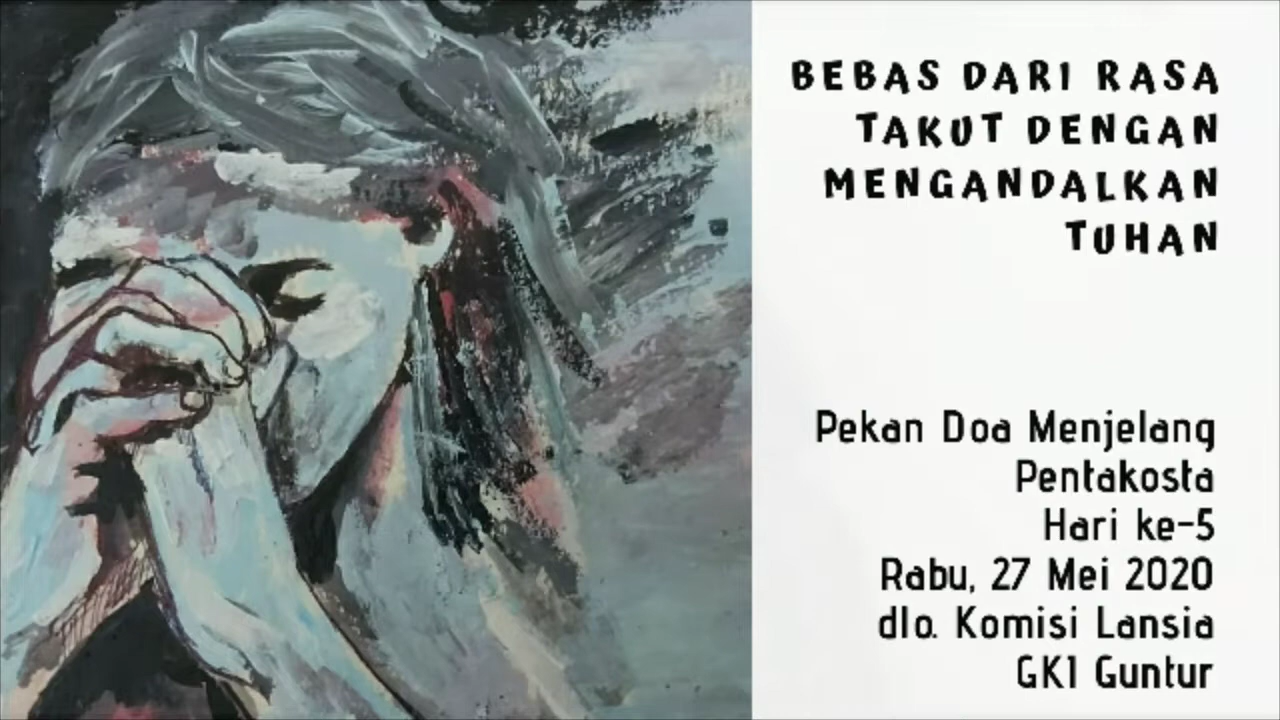 BEBAS DARI RASA
TAKUT DENGAN
MENGANDALKAN
TUHAN
Pekan Doa Menjelang
Pentakosta
Hari ke-5
Rabu, 27 Mei 2020
dlo. Komisi Lansia
GKI Guntur